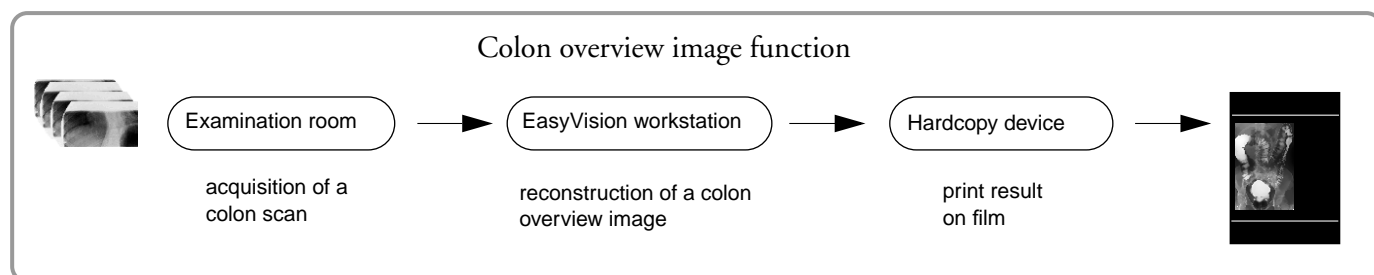 Colon overview image function
Examination room
EasyVision workstation
Hardcopy device
acquisition of a
colon scan
reconstruction of a colon
overview image
print result
on film